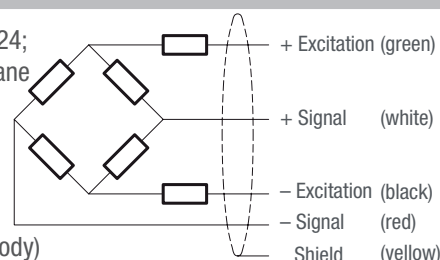 24;
ane
+ Excitation (green)
+ Signal (white)
– Excitation (black)
– Signal (red)
ody)
Shield (yellow)